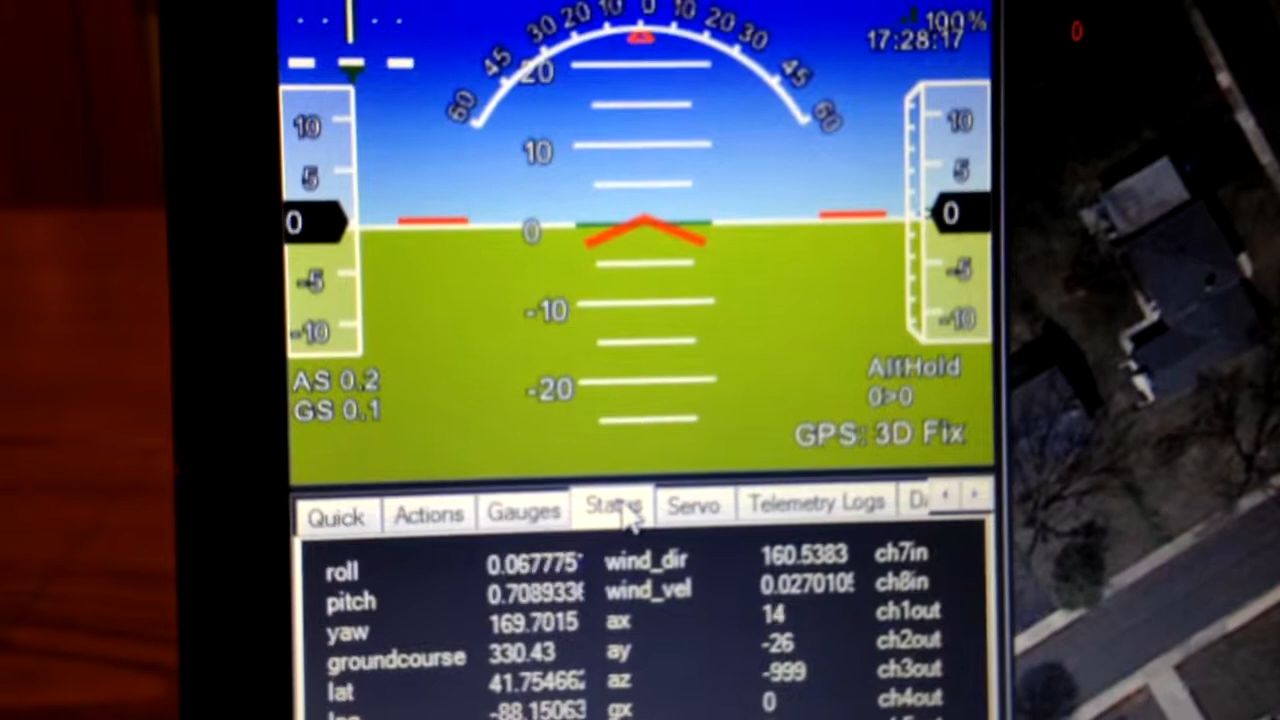 60 45 30 20 10 0 10 20 30 45 60
100%
17:28:17
0
20
10
0
-10
-20
10
5
0
-5
-10
10
5
0
-5
-10
AS 0.2
GS 0.1
AltHold
0>0
GPS: 3D Fix
Quick Actions Gauges Status Servo Telemetry Logs
roll 0.067775 wind_dir 160.5383 ch7in
pitch 0.708933 wind_vel 0.027010 ch8in
yaw 169.7015 ax 14 ch1out
groundcourse 330.43 ay -26 ch2out
lat 41.75466 az -999 ch3out
-88.15063 gx 0 ch4out